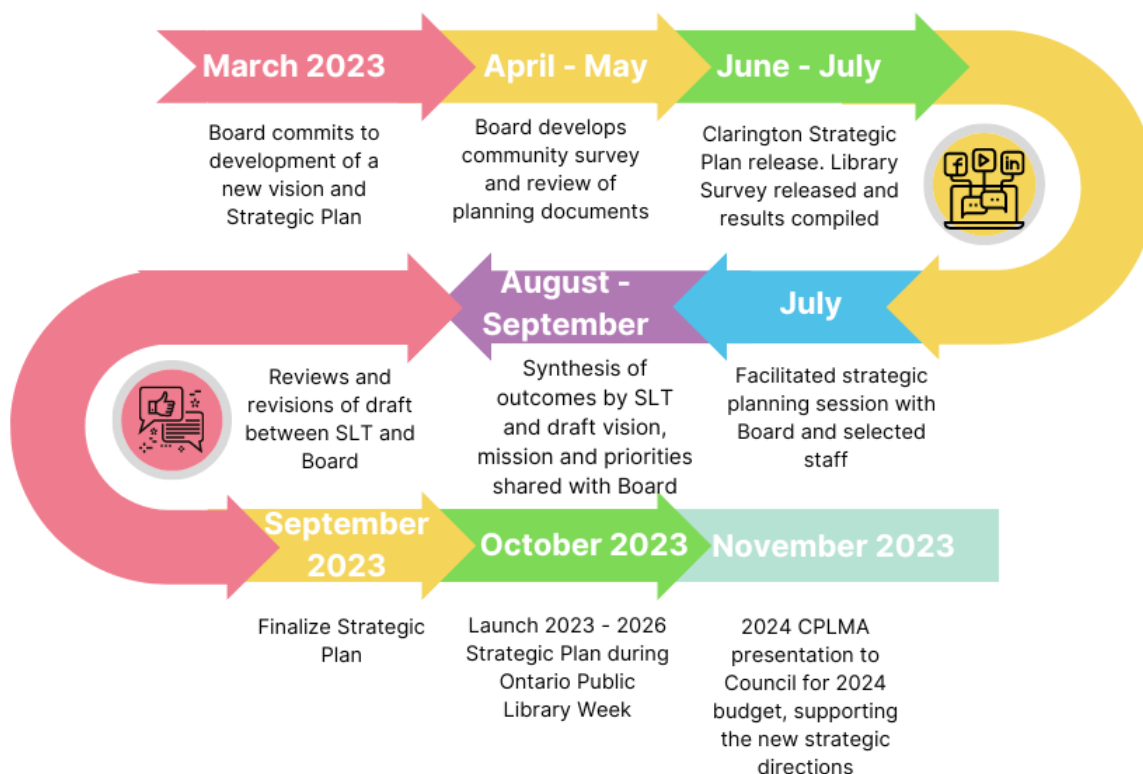 March 2023
Board commits to
development of a
new vision and
Strategic Plan
April - May
Board develops
community survey
and review of
planning documents
June - July
Clarington Strategic
Plan release. Library
Survey released and
results compiled
f
in
July
Facilitated strategic
planning session with
Board and selected
staff
August -
September
Synthesis of
outcomes by SLT
and draft vision,
mission and priorities
shared with Board
Reviews and
revisions of draft
between SLT and
Board
September
2023
Finalize Strategic
Plan
October 2023
Launch 2023 - 2026
Strategic Plan during
Ontario Public
Library Week
November 2023
2024 CPLMA
presentation to
Council for 2024
budget, supporting
the new strategic
directions